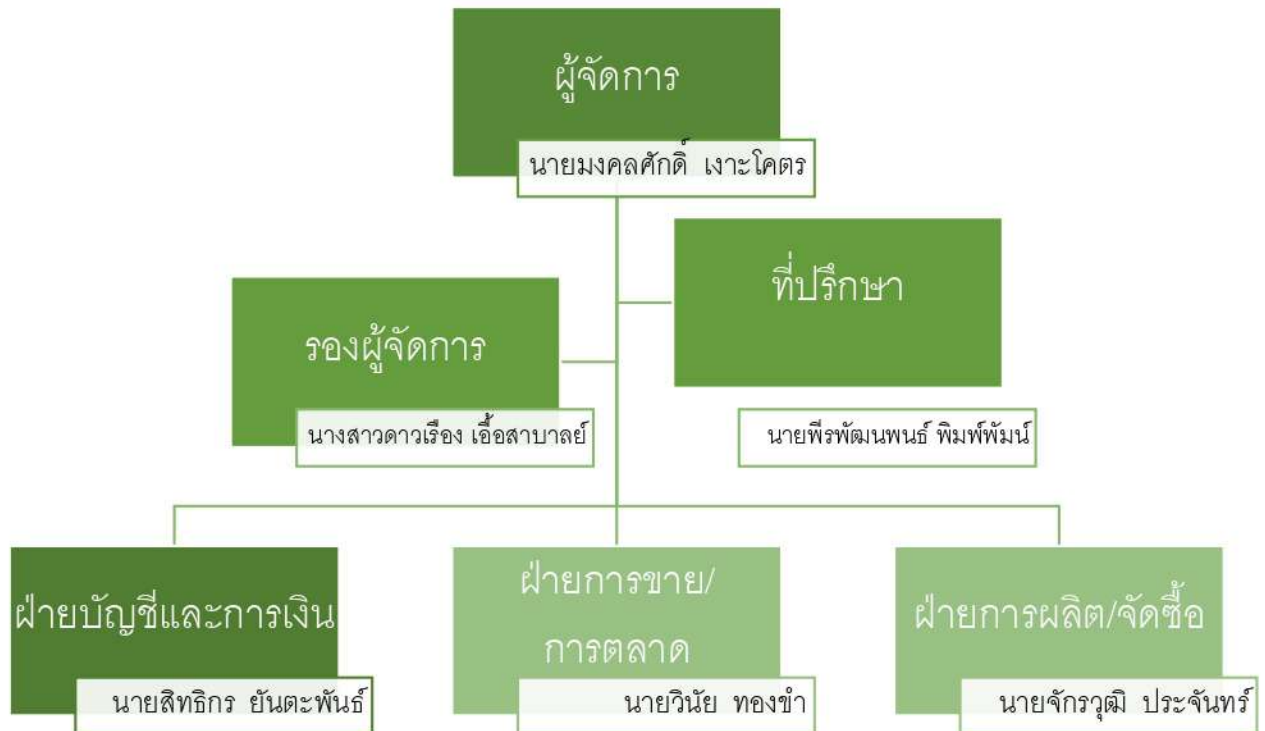 ผู้จัดการ
นายมงคลศักดิ์ เงาะโคตร
ที่ปรึกษา
รองผู้จัดการ
นางสาวดาวเรือง เอื้อสาบาลย์
นายพีรพัฒนพนธ์ พิมพ์พัมน์
ฝ่ายบัญชีและการเงิน
ฝ่ายการขาย/
การตลาด
ฝ่ายการผลิต/จัดซื้อ
นายสิทธิกร ยันตะพันธ์
นายวินัย ทองขำ
นายจักรวุฒิ ประจันทร์